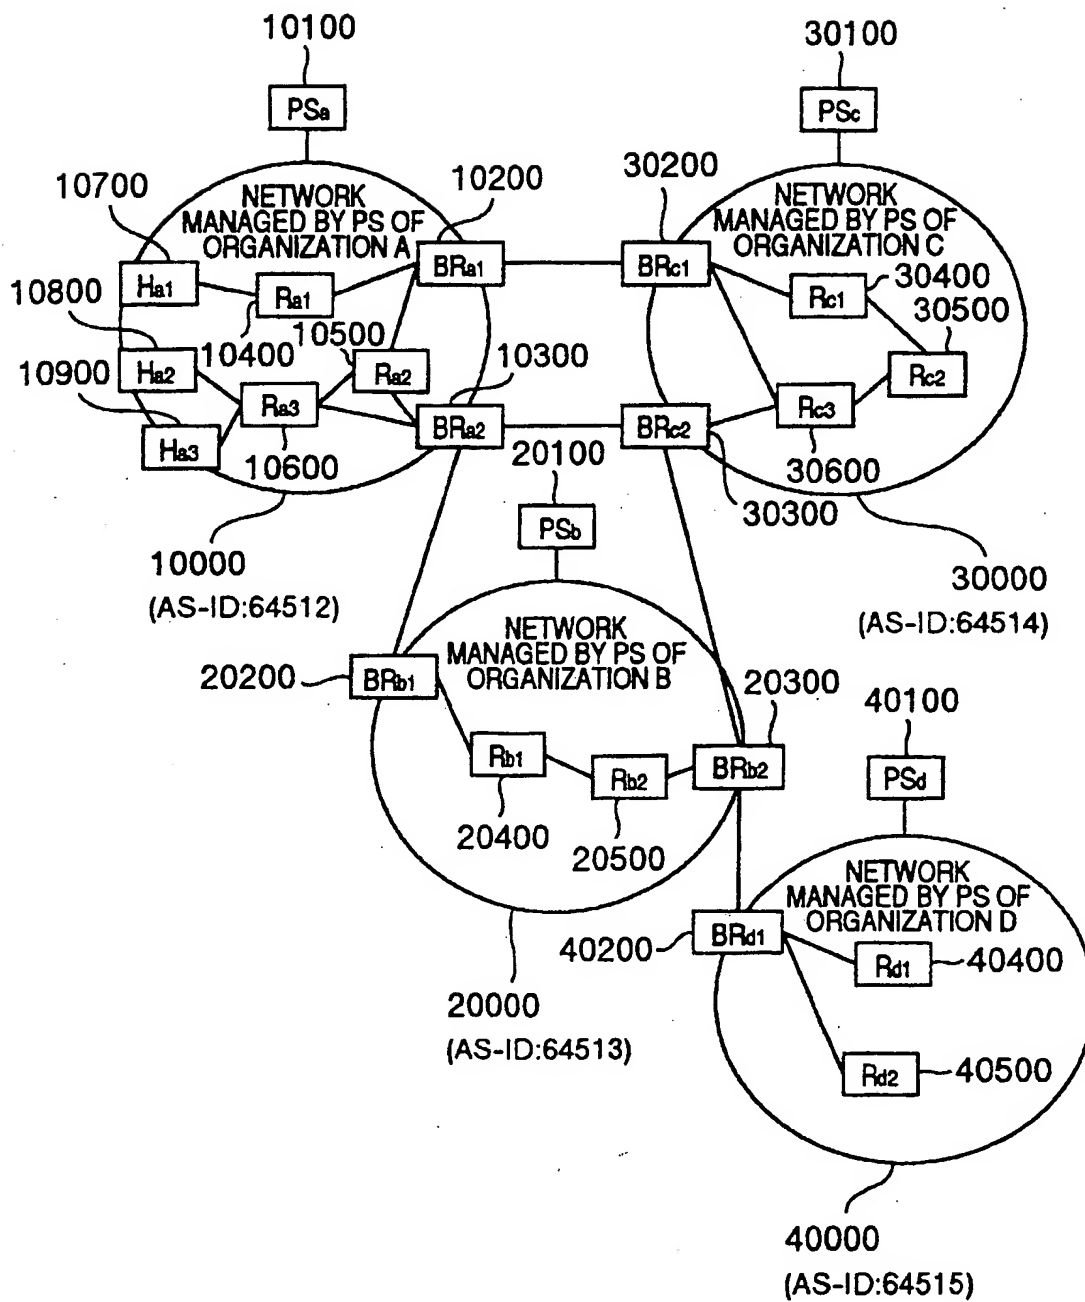 10100
30100
PSa
PSc
10700
10200
30200
NETWORK
MANAGED BY PS OF
ORGANIZATION A
NETWORK
MANAGED BY PS OF
ORGANIZATION C
BRa1
BRc1
Ha1
Ra1
Rc1
30400
10800
10500
30500
10400
10300
Ha2
Ra2
Rc2
10900
Ra3
Rc3
BRa2
BRc2
Ha3
10600
20100
30600
30300
PSb
10000
(AS-ID:64512)
30000
(AS-ID:64514)
NETWORK
MANAGED BY PS OF
ORGANIZATION B
20200
BRb1
20300
40100
Rb1
Rb2
BRb2
PSd
20400
20500
NETWORK
MANAGED BY PS OF
ORGANIZATION D
40200
BRd1
Rd1
40400
20000
(AS-ID:64513)
Rd2
40500
40000
(AS-ID:64515)